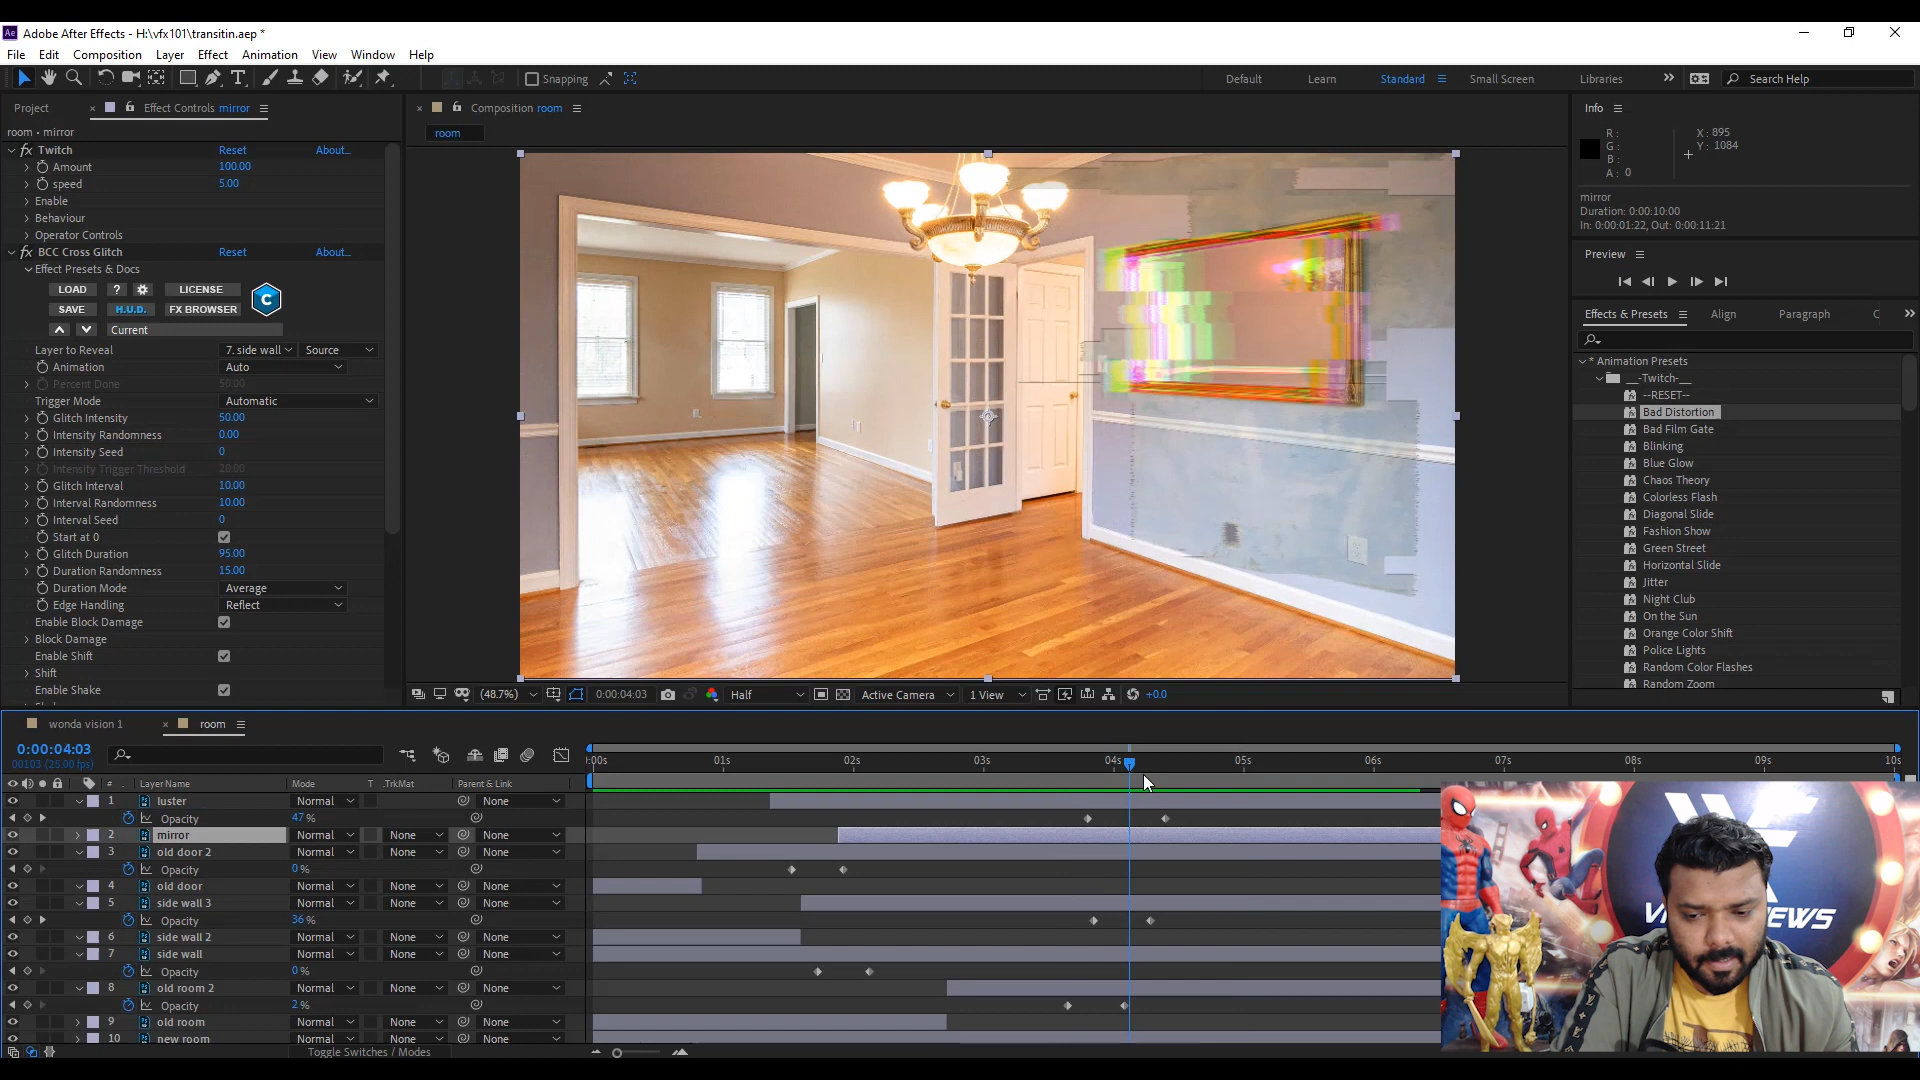 Ae Adobe After Effects - H:\vfx101\transitin.aep *
File Edit Composition Layer Effect Animation View Window Help
Snapping
Default Learn Standard Small Screen Libraries Search Help
Project Effect Controls mirror
Composition room
room • mirror
room
Twitch Reset About...
Amount 100.00
speed 5.00
Enable
Behaviour
Operator Controls
BCC Cross Glitch Reset About...
Effect Presets & Docs
LOAD ? LICENSE
SAVE H.U.D. FX BROWSER
Current
Layer to Reveal 7. side wall Source
Animation Auto
Percent Done 50.00
Trigger Mode Automatic
Glitch Intensity 50.00
Intensity Randomness 0.00
Intensity Seed 0
Intensity Trigger Threshold 20.00
Glitch Interval 10.00
Interval Randomness 10.00
Interval Seed 0
Start at 0
Glitch Duration 95.00
Duration Randomness 15.00
Duration Mode Average
Edge Handling Reflect
Enable Block Damage
Block Damage
Enable Shift
Shift
Enable Shake
(48.7%) 0:00:04:03 Half Active Camera 1 View +0.0
Info
R :
G :
B :
A : 0
X : 895
Y : 1084
mirror
Duration: 0:00:10:00
In: 0:00:01:22, Out: 0:00:11:21
Preview
Effects & Presets Align Paragraph C
* Animation Presets
__-Twitch-__
--RESET--
Bad Distortion
Bad Film Gate
Blinking
Blue Glow
Chaos Theory
Colorless Flash
Diagonal Slide
Fashion Show
Green Street
Horizontal Slide
Jitter
Night Club
On the Sun
Orange Color Shift
Police Lights
Random Color Flashes
Random Zoom
wonda vision 1 room
0:00:04:03
00103 (25.00 fps)
:00s 01s 02s 03s 04s 05s 06s 07s 08s 09s 10s
# Layer Name Mode T .TrkMat Parent & Link
1 luster Normal None
Opacity 47 %
2 mirror Normal None None
3 old door 2 Normal None None
Opacity 0 %
4 old door Normal None None
5 side wall 3 Normal None None
Opacity 36 %
6 side wall 2 Normal None None
7 side wall Normal None None
Opacity 0 %
8 old room 2 Normal None None
Opacity 2 %
9 old room Normal None None
10 new room Normal None None
Toggle Switches / Modes